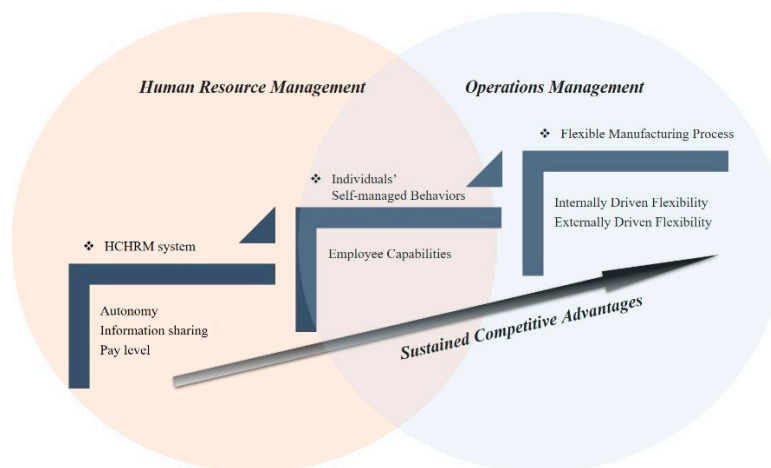 Human Resource Management
Operations Management
❖ Flexible Manufacturing Process
❖ Individuals’
Self-managed Behaviors
Internally Driven Flexibility
Externally Driven Flexibility
❖ HCHRM system
Employee Capabilities
Autonomy
Information sharing
Pay level
Sustained Competitive Advantages